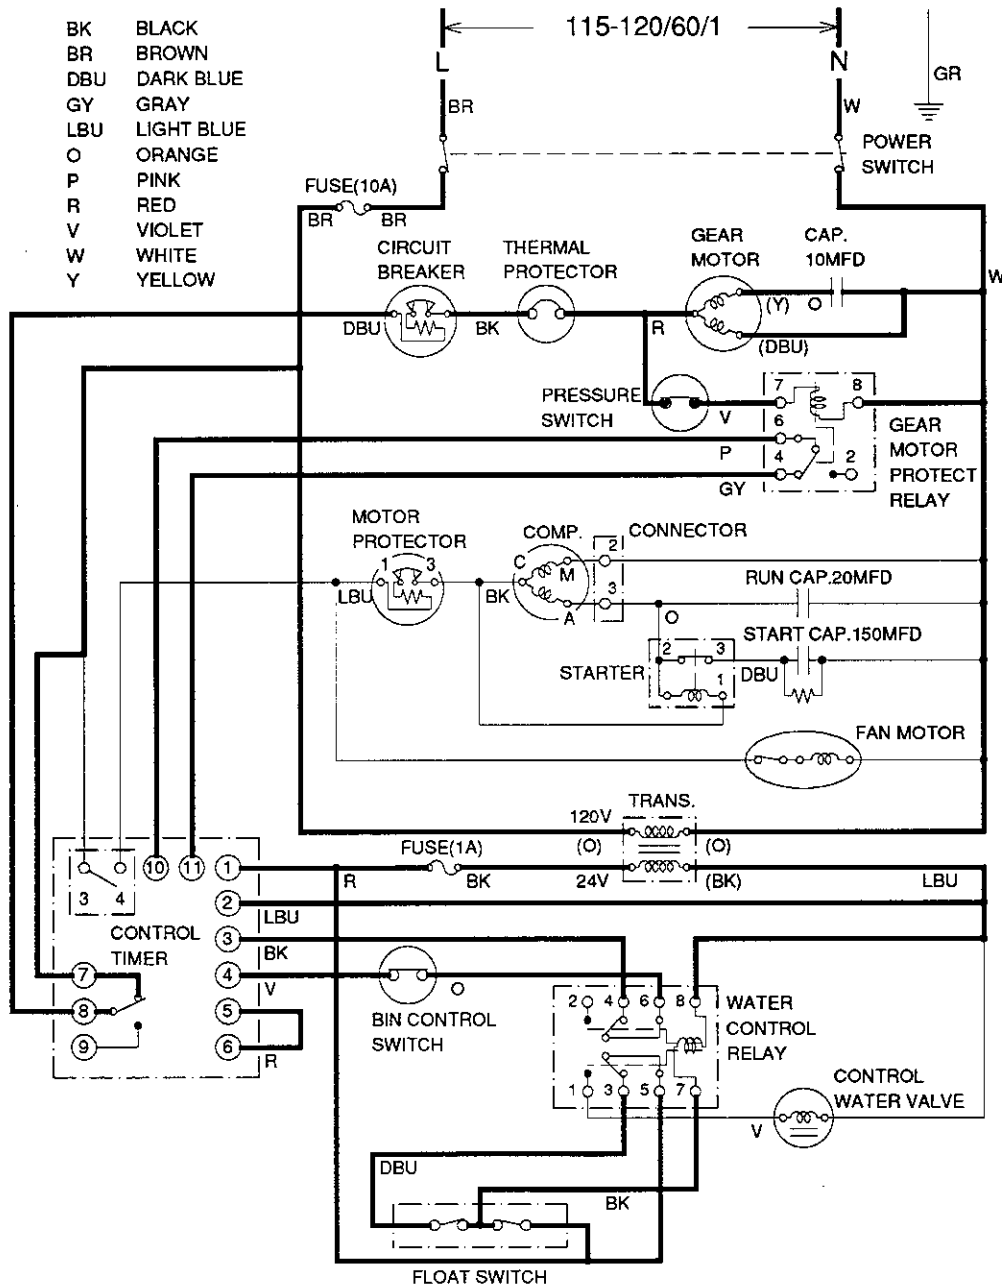 115-120/60/1
BK BLACK
BR BROWN
DBU DARK BLUE
GY GRAY
LBU LIGHT BLUE
O ORANGE
P PINK
R RED
V VIOLET
W WHITE
Y YELLOW
L
N
GR
BR
W
POWER
SWITCH
FUSE(10A)
BR BR
CIRCUIT
BREAKER
THERMAL
PROTECTOR
GEAR
MOTOR
CAP.
10MFD
W
(Y) O
DBU
BK
R
(DBU)
PRESSURE
SWITCH
V
7 8
6
4 2
GEAR
MOTOR
PROTECT
RELAY
P
GY
MOTOR
PROTECTOR
1 3
LBU
BK
COMP.
C
M
A
2
3
CONNECTOR
RUN CAP.20MFD
O
START CAP.150MFD
STARTER
2 3
1
DBU
FAN MOTOR
TRANS.
120V
(O) (O)
24V
(BK)
FUSE(1A)
R BK
LBU
10 11 1
3 4
2
LBU
CONTROL
TIMER
3
BK
7
4
V
8
5
9
6
R
BIN CONTROL
SWITCH
O
2 4 6 8
WATER
CONTROL
RELAY
1 3 5 7
CONTROL
WATER VALVE
V
DBU
BK
FLOAT SWITCH